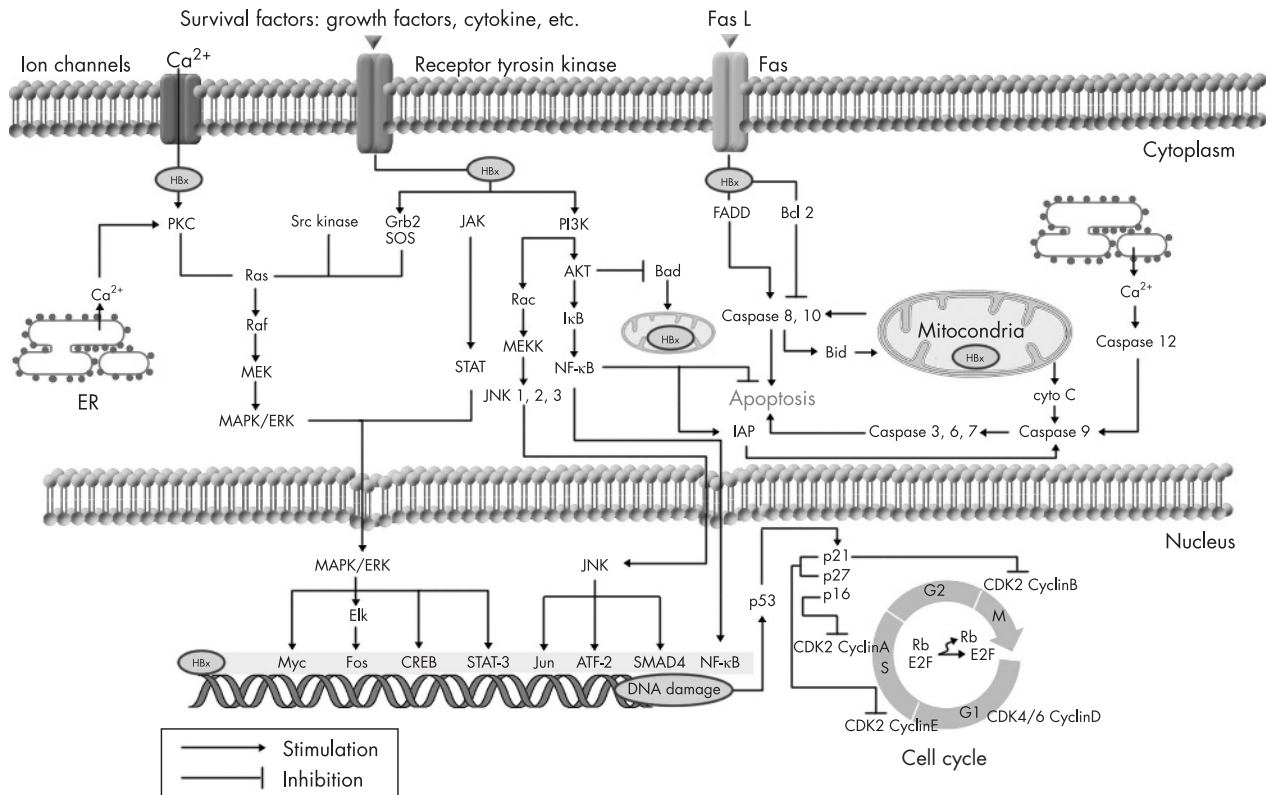 Survival factors: growth factors, cytokine, etc.
Fas L
Ion channels
Ca2+
Receptor tyrosin kinase
Fas
Cytoplasm
HBx
HBx
HBx
PKC
Src kinase
Grb2
SOS
JAK
PI3K
FADD
Bcl 2
Ras
AKT
Bad
Ca2+
Ca2+
Rac
Raf
IκB
Caspase 8, 10
Mitocondria
HBx
HBx
MEKK
Caspase 12
Bid
MEK
STAT
NF-κB
ER
JNK 1, 2, 3
Apoptosis
cyto C
MAPK/ERK
IAP
Caspase 3, 6, 7
Caspase 9
Nucleus
MAPK/ERK
JNK
p21
p27
p16
p53
CDK2 CyclinB
G2
M
Elk
CDK2 CyclinA
S
Rb
E2F
Rb
E2F
HBx
Myc
Fos
CREB
STAT-3
Jun
ATF-2
SMAD4
NF-κB
DNA damage
CDK2 CyclinE
G1
CDK4/6 CyclinD
Cell cycle
Stimulation
Inhibition